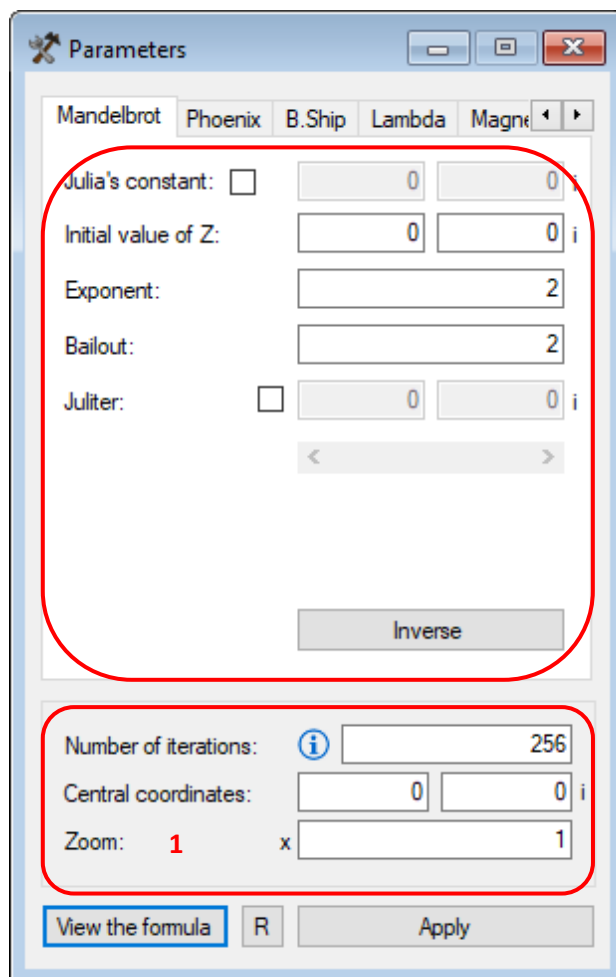 Parameters
Mandelbrot Phoenix B.Ship Lambda Magne
Julia's constant: 0 0 i
Initial value of Z: 0 0 i
Exponent: 2
Bailout: 2
Juliter: 0 0 i
Inverse
Number of iterrations: 256
Central coordinates: 0 0 i
Zoom: 1 x 1
View the formula R Apply